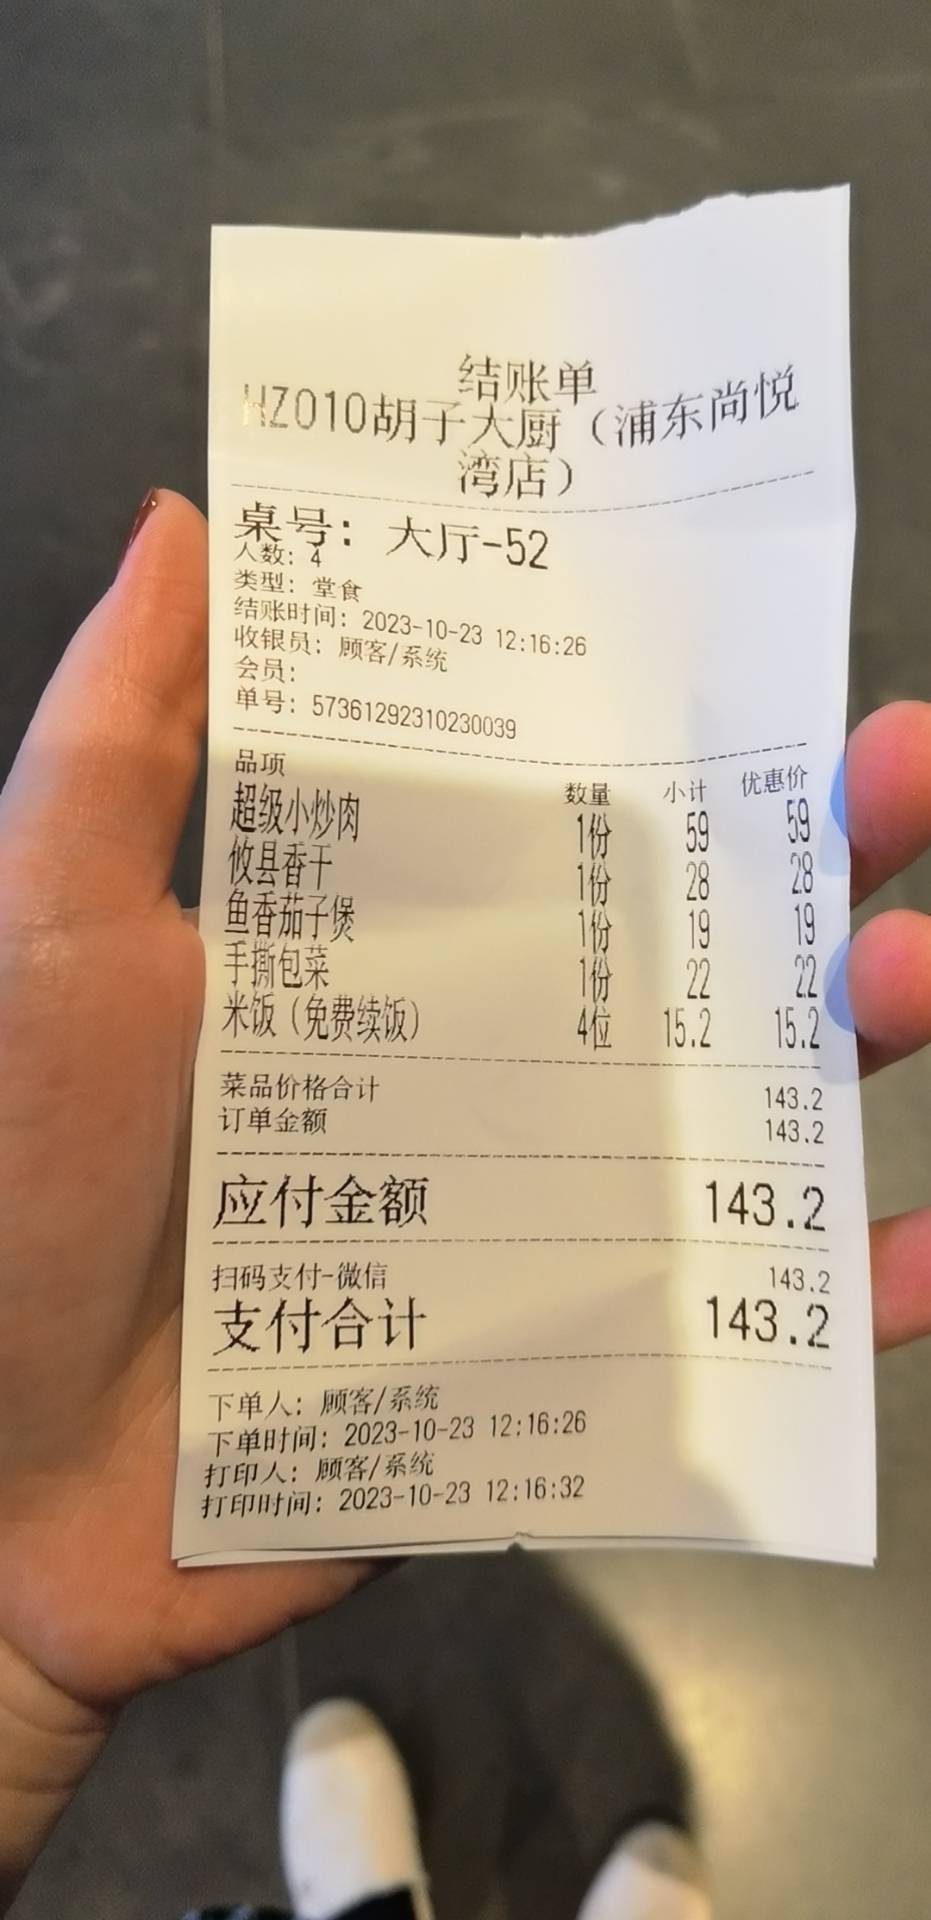 结账单
HZ010胡子大厨（浦东尚悦
湾店）
桌号：大厅-52
人数：4
类型：堂食
结账时间：2023-10-23 12:16:26
收银员：顾客/系统
会员：
单号：573612922310230039
品项 数量 小计 优惠价
超级小炒肉 1份 59 59
攸县香干 1份 28 28
鱼香茄子煲 1份 19 19
手撕包菜 1份 22 22
米饭（免费续饭） 4位 15.2 15.2
菜品价格合计 143.2
订单金额 143.2
应付金额 143.2
扫码支付-微信 143.2
支付合计 143.2
下单人：顾客/系统
下单时间：2023-10-23 12:16:26
打印人：顾客/系统
打印时间：2023-10-23 12:16:32